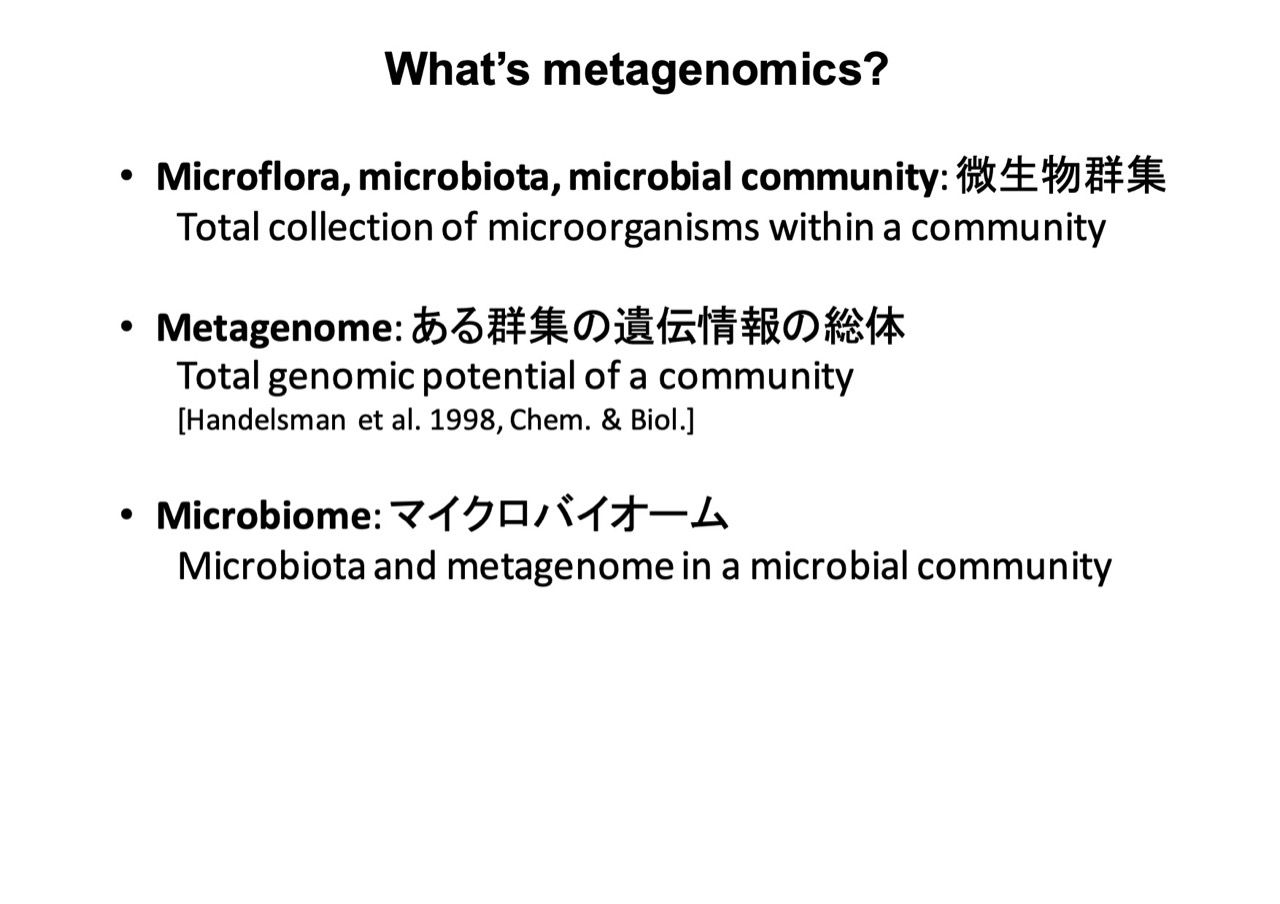 What’s metagenomics?
• Microflora, microbiota, microbial community: 微生物群集
Total collection of microorganisms within a community
• Metagenome: ある群集の遺伝情報の総体
Total genomic potential of a community
[Handelsman et al. 1998, Chem. & Biol.]
• Microbiome: マイクロバイオーム
Microbiota and metagenome in a microbial community